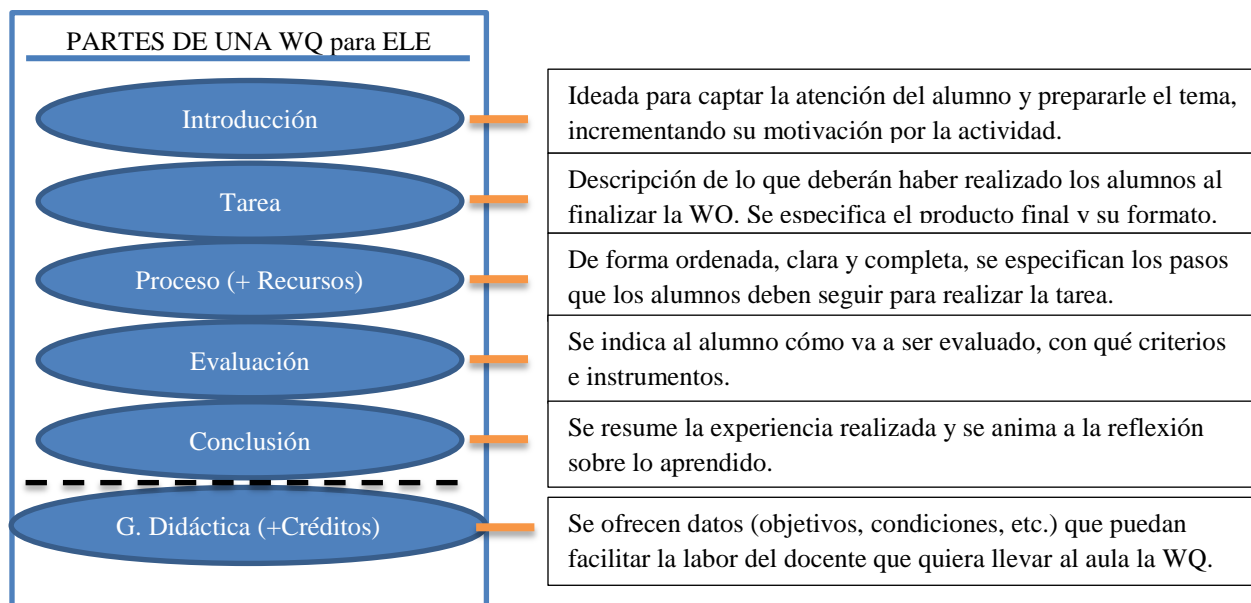 PARTES DE UNA WQ para ELE
Introducción
Ideada para captar la atención del alumno y prepararle el tema,
incrementando su motivación por la actividad.
Tarea
Descripción de lo que deberán haber realizado los alumnos al
finalizar la WQ. Se especifica el producto final y su formato.
Proceso (+ Recursos)
De forma ordenada, clara y completa, se especifican los pasos
que los alumnos deben seguir para realizar la tarea.
Evaluación
Se indica al alumno cómo va a ser evaluado, con qué criterios
e instrumentos.
Conclusión
Se resume la experiencia realizada y se anima a la reflexión
sobre lo aprendido.
G. Didáctica (+Créditos)
Se ofrecen datos (objetivos, condiciones, etc.) que puedan
facilitar la labor del docente que quiera llevar al aula la WQ.